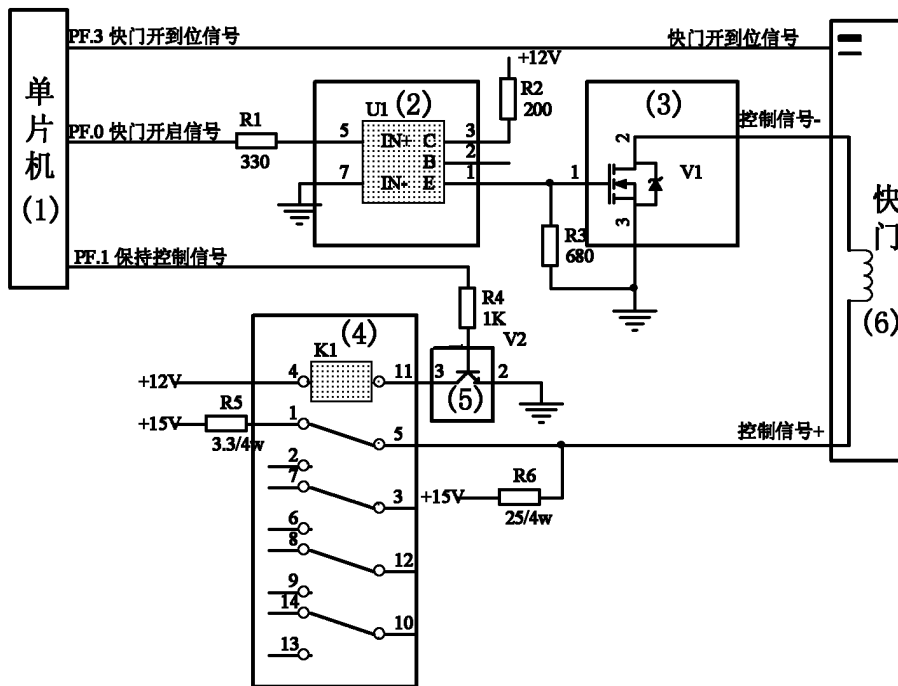 PF.3 快门开到位信号
快门开到位信号
+12V
R2
200
单片机
(1)
U1
(2)
(3)
PF.0 快门开启信号
R1
330
5
IN+
C
3
B
2
7
IN-
E
1
1
2
V1
3
控制信号-
R3
680
快门
(6)
PF.1 保持控制信号
R4
1K
V2
(4)
K1
+12V
4
11
3
2
(5)
+15V
R5
3.3/4w
1
5
控制信号+
2
7
3
+15V
R6
25/4w
6
8
12
9
14
10
13